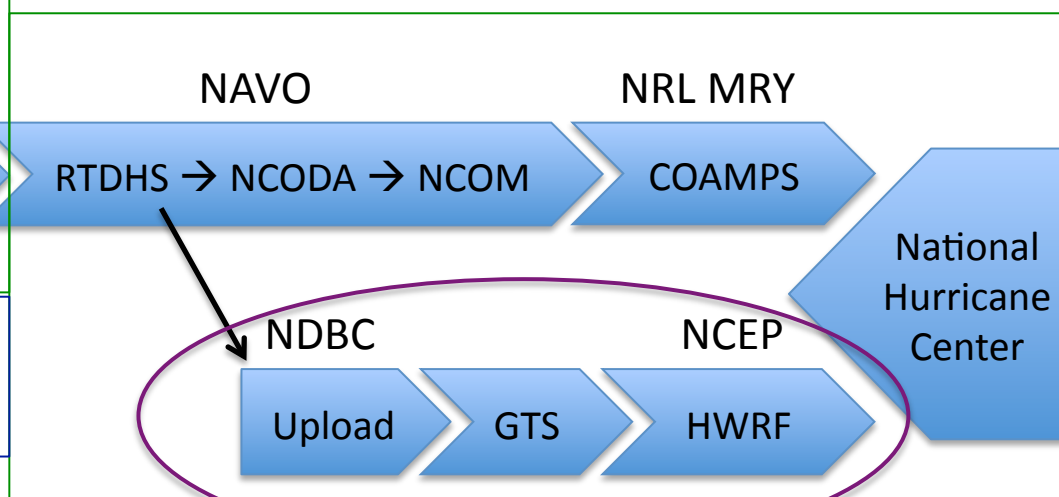 NAVO
NRL MRY
RTDHS → NCODA → NCOM
COAMPS
National
Hurricane
Center
NDBC
NCEP
Upload
GTS
HWRF